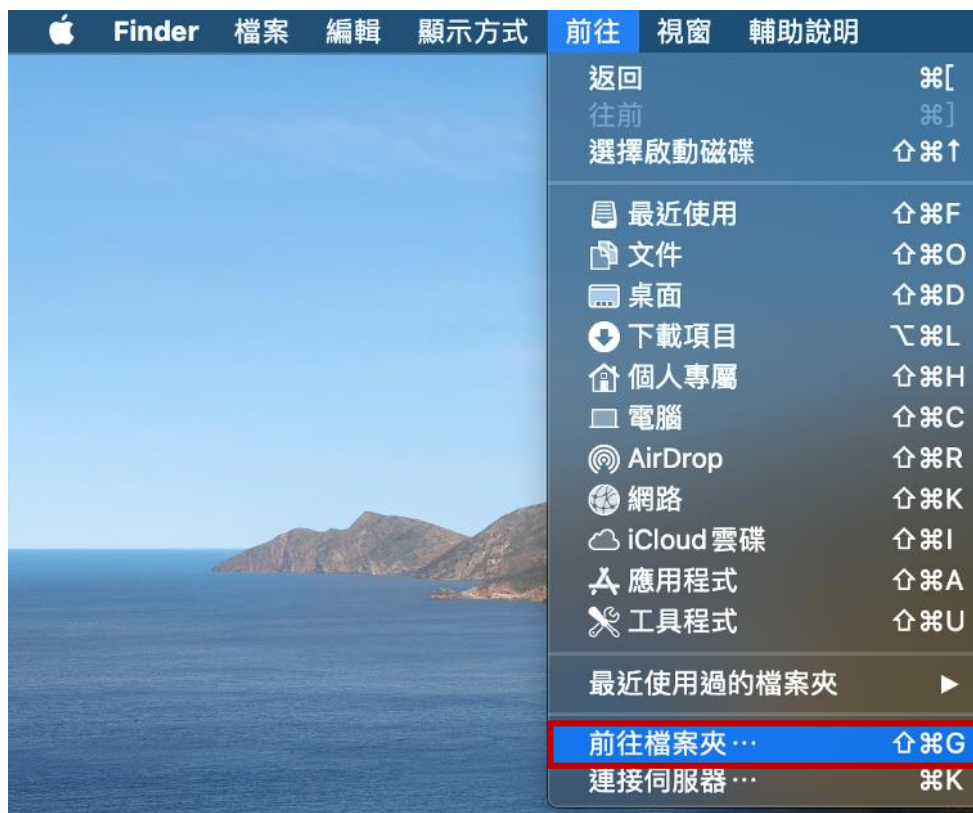 Finder 檔案 編輯 顯示方式 前往 視窗 輔助說明
返回 ⌘[
往前 ⌘]
選擇啟動磁碟 ⇧⌘↑
最近使用 ⇧⌘F
文件 ⇧⌘O
桌面 ⇧⌘D
下載項目 ⌥⌘L
個人專屬 ⇧⌘H
電腦 ⇧⌘C
AirDrop ⇧⌘R
網路 ⇧⌘K
iCloud 雲碟 ⇧⌘I
應用程式 ⇧⌘A
工具程式 ⇧⌘U
最近使用過的檔案夾 ▶
前往檔案夾⋯ ⇧⌘G
連接伺服器⋯ ⌘K